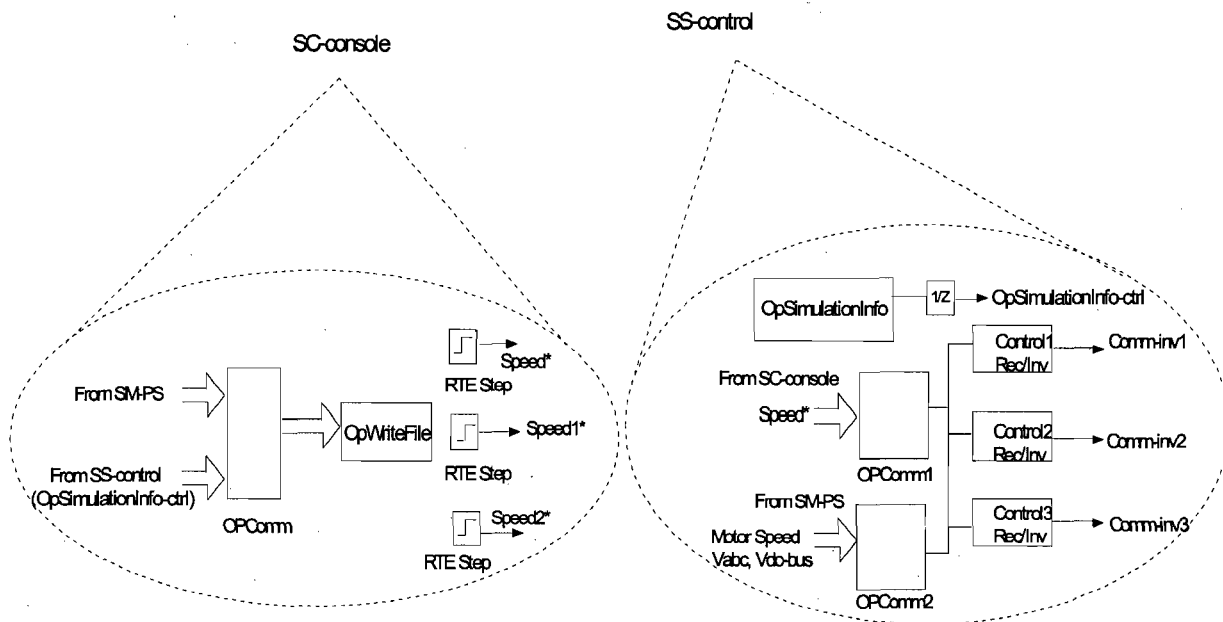 SC-console
SS-control
From SM-PS
From SS-control
(OpSimulationInfo-ctrl)
OPComm
OpWriteFile
Speed*
RTE Step
Speed1*
RTE Step
Speed2*
RTE Step
OpSimulationInfo
1/Z
OpSimulationInfo-ctrl
From SC-console
Speed*
OPComm1
From SM-PS
Motor Speed
Vabc, Vdc-bus
OPComm2
Control1
Rec/Inv
Comm-inv1
Control2
Rec/Inv
Comm-inv2
Control3
Rec/Inv
Comm-inv3